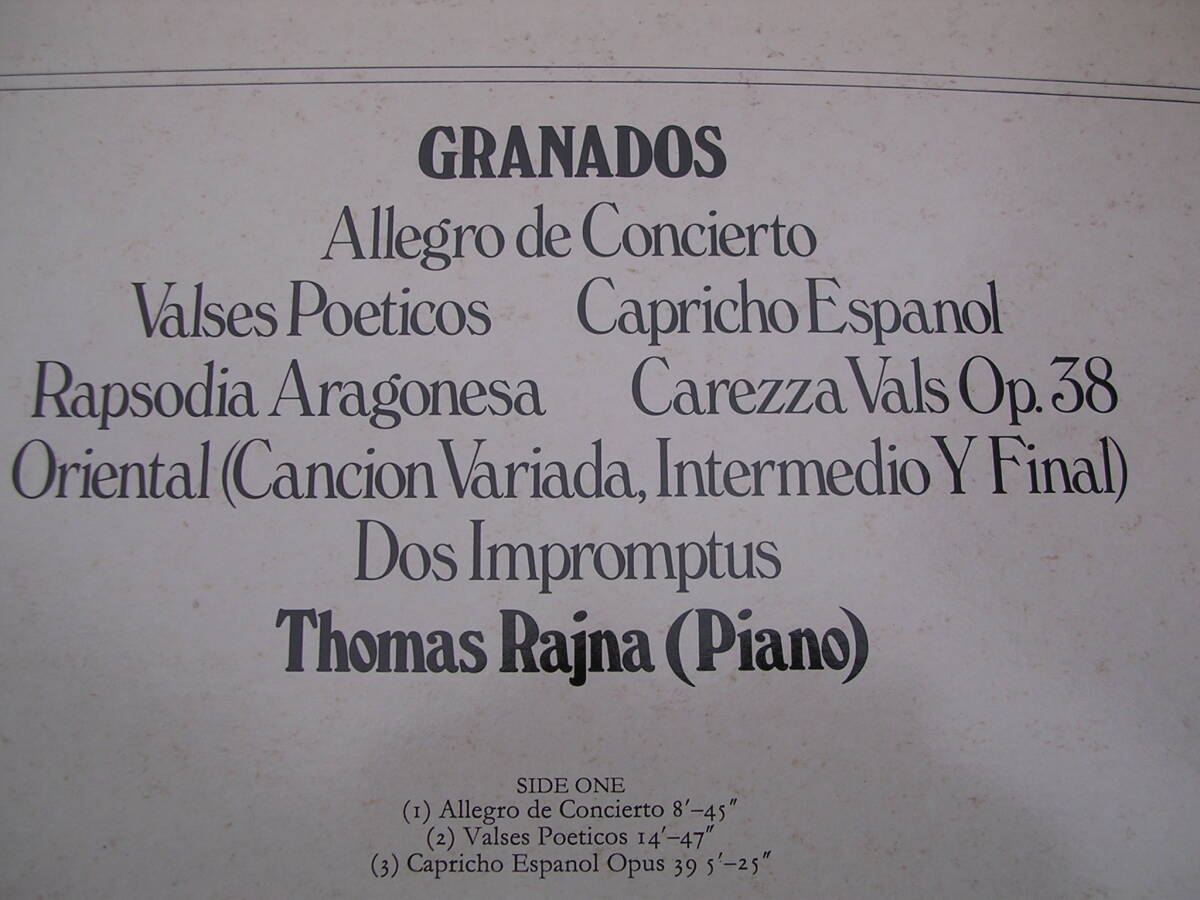 GRANADOS
Allegro de Concierto
Valses Poeticos Capricho Espanol
Rapsodia Aragonesa Carezza Vals Op. 38
Oriental (Cancion Variada, Intermedio Y Final)
Dos Impromptus
Thomas Rajna (Piano)
SIDE ONE
(1) Allegro de Concierto 8′–45″
(2) Valses Poeticos 14′–47″
(3) Capricho Espanol Opus 39 5′–25″